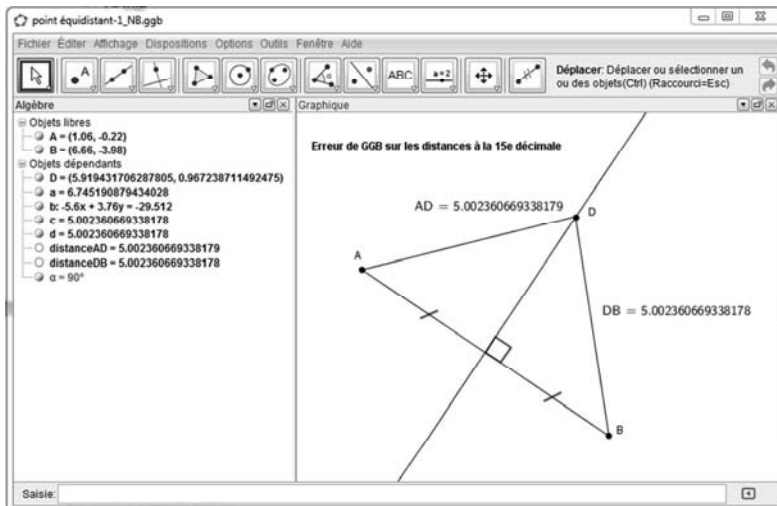 point équidistant-1_NB.ggb
Fichier Éditer Affichage Dispositions Options Outils Fenêtre Aide
A
ABC
a=2
Déplacer: Déplacer ou sélectionner un
ou des objets(Ctrl) (Raccourci=Esc)
Algèbre
Graphique
Objets libres
A = (1.06, -0.22)
B = (6.66, -3.98)
Objets dépendants
D = (5.919431706287805, 0.967238711492475)
a = 6.745190879434028
b: -5.6x + 3.76y = -29.512
c = 5.002360669338178
d = 5.002360669338178
distanceAD = 5.002360669338179
distanceDB = 5.002360669338178
α = 90°
Erreur de GGB sur les distances à la 15e décimale
AD = 5.002360669338179
D
A
DB = 5.002360669338178
B
Saisie: